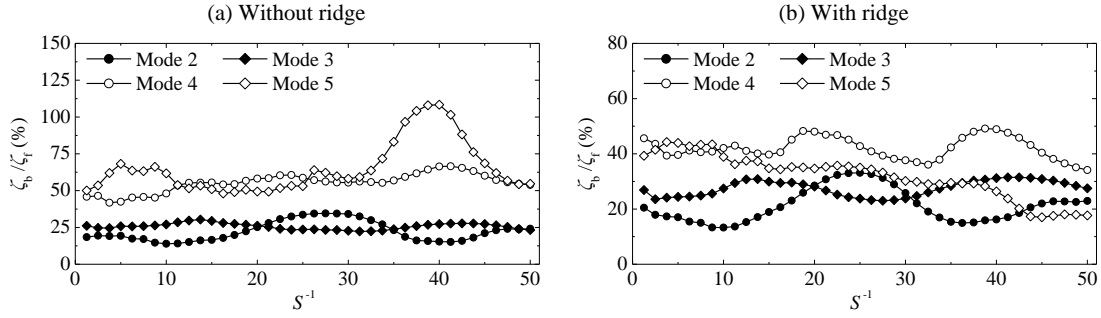 (a) Without ridge
150
125
100
75
50
25
0
ζb/ζf (%)
Mode 2
Mode 3
Mode 4
Mode 5
0 10 20 30 40 50
S-1
(b) With ridge
80
60
40
20
0
ζb/ζf (%)
Mode 2
Mode 3
Mode 4
Mode 5
0 10 20 30 40 50
S-1